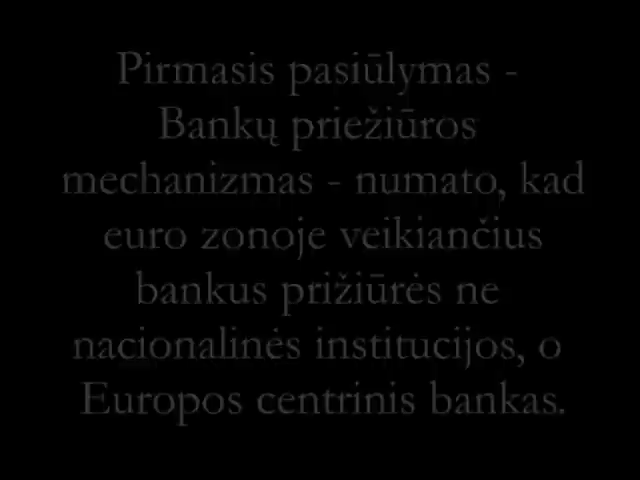 Pirmasis pasiūlymas -
Bankų priežiūros
mechanizmas - numato, kad
euro zonoje veikiančius
bankus prižiūrės ne
nacionalinės institucijos, o
Europos centrinis bankas.